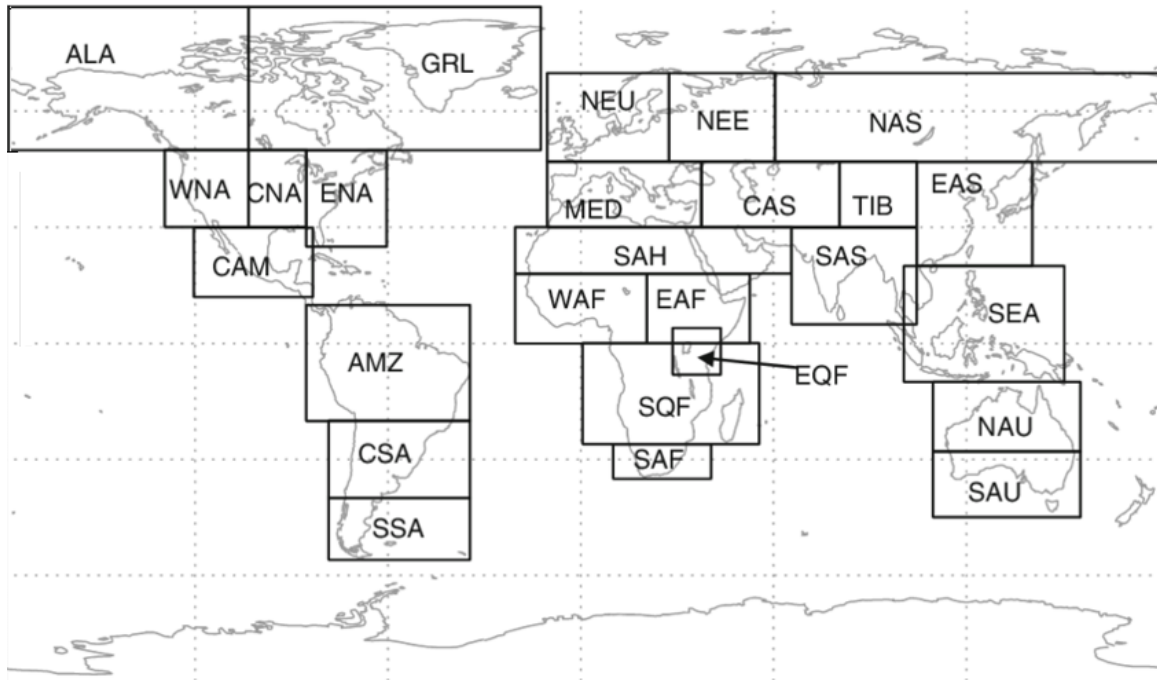 ALA
GRL
NEU
NEE
NAS
WNA
CNA
ENA
MED
CAS
TIB
EAS
CAM
SAH
SAS
WAF
EAF
SEA
AMZ
EQF
SQF
NAU
CSA
SAF
SAU
SSA